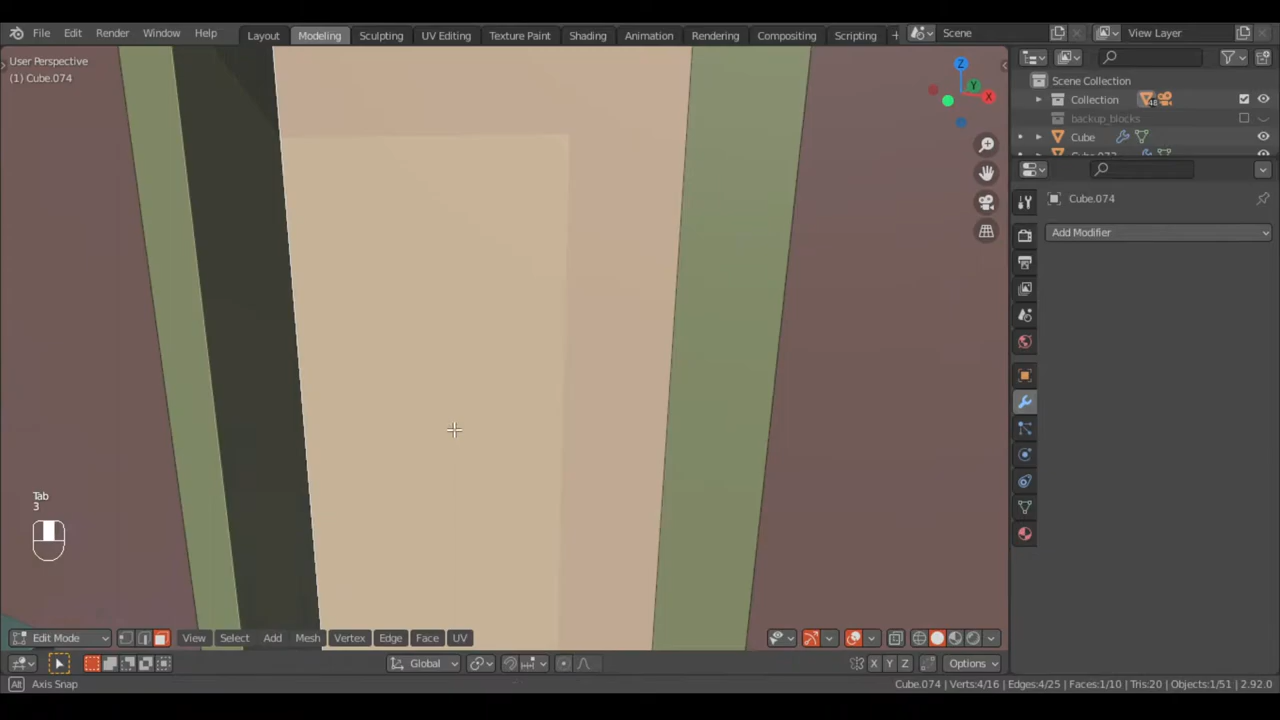 File Edit Render Window Help Layout Modeling Sculpting UV Editing Texture Paint Shading Animation Rendering Compositing Scripting + Scene View Layer
User Perspective
(1) Cube.074
Z
Y
X
Scene Collection
Collection 48
backup_blocks
Cube
Cube.074
Add Modifier
Tab
3
Edit Mode View Select Add Mesh Vertex Edge Face UV
Global X Y Z Options
Alt Axis Snap Cube.074 | Verts:4/16 | Edges:4/25 | Faces:1/10 | Tris:20 | Objects:1/51 | 2.92.0